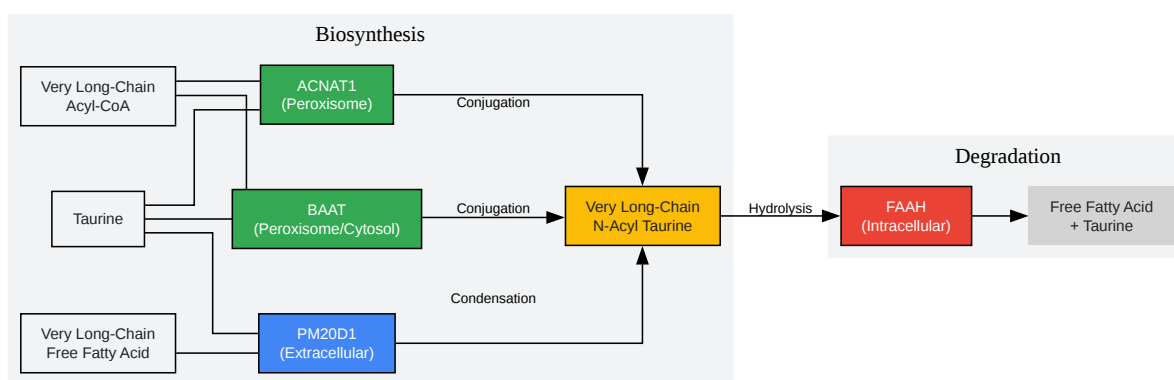 Biosynthesis
Very Long-Chain
Acyl-CoA
ACNAT1
(Peroxisome)
Conjugation
Taurine
BAAT
(Peroxisome/Cytosol)
Conjugation
Very Long-Chain
N-Acyl Taurine
Condensation
Very Long-Chain
Free Fatty Acid
PM20D1
(Extracellular)
Hydrolysis
Degradation
FAAH
(Intracellular)
Free Fatty Acid
+ Taurine